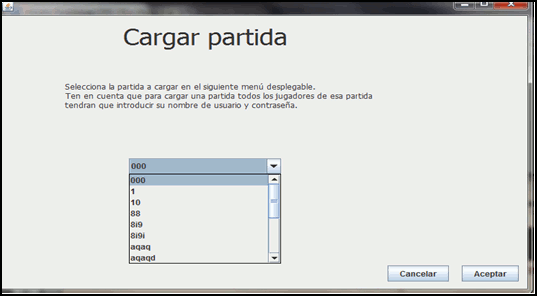 Cargar partida
Selecciona la partida a cargar en el siguiente menú desplegable.
Ten en cuenta que para cargar una partida todos los jugadores de esa partida
tendran que introducir su nombre de usuario y contraseña.
000
000
1
10
88
8i9
8i9i
aqaq
aqaqd
Cancelar Aceptar